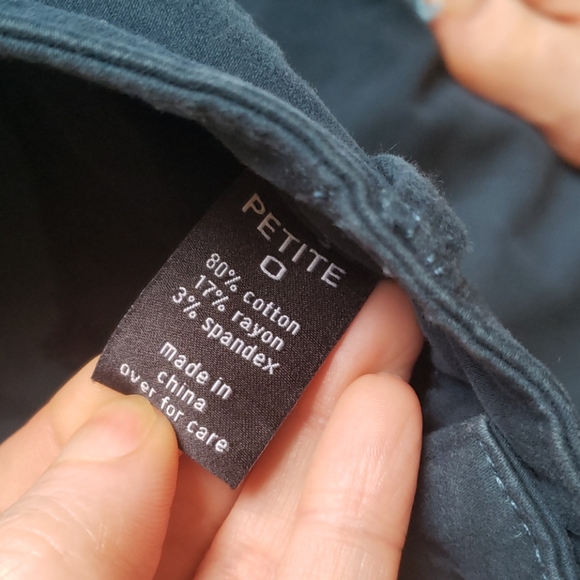 PETITE
0
80% cotton
17% rayon
3% spandex
made in
china
over for care